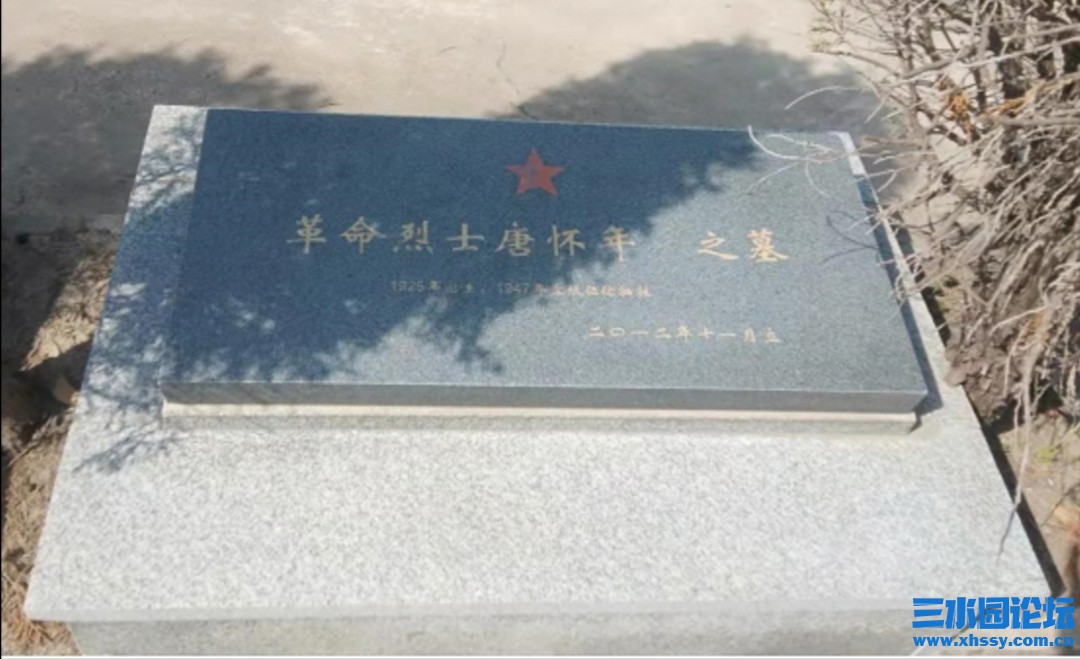 革命烈士唐怀年 之墓
1925年出生,1947年
二〇一二年十一月立
三水园论坛
www.xhssy.com.cn